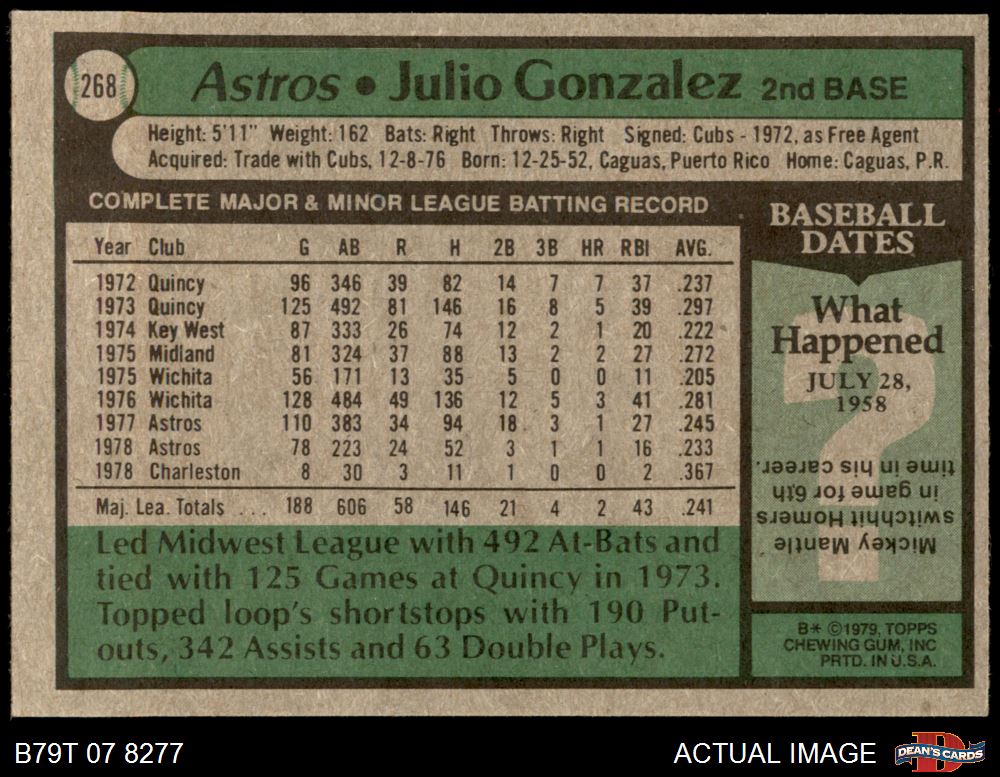 268
Astros • Julio Gonzalez 2nd BASE
Height: 5'11" Weight: 162 Bats: Right Throws: Right Signed: Cubs - 1972, as Free Agent
Acquired: Trade with Cubs, 12-8-76 Born: 12-25-52, Caguas, Puerto Rico Home: Caguas, P.R.
COMPLETE MAJOR & MINOR LEAGUE BATTING RECORD
Year Club G AB R H 2B 3B HR RBI AVG.
1972 Quincy 96 346 39 82 14 7 7 37 .237
1973 Quincy 125 492 81 146 16 8 5 39 .297
1974 Key West 87 333 26 74 12 2 1 20 .222
1975 Midland 81 324 37 88 13 2 2 27 .272
1975 Wichita 56 171 13 35 5 0 0 11 .205
1976 Wichita 128 484 49 136 12 5 3 41 .281
1977 Astros 110 383 34 94 18 3 1 27 .245
1978 Astros 78 223 24 52 3 1 1 16 .233
1978 Charleston 8 30 3 11 1 0 0 2 .367
Maj. Lea. Totals ... 188 606 58 146 21 4 2 43 .241
Led Midwest League with 492 At-Bats and
tied with 125 Games at Quincy in 1973.
Topped loop's shortstops with 190 Put-
outs, 342 Assists and 63 Double Plays.
BASEBALL
DATES
What
Happened
JULY 28,
1958
?
Mickey Mantle
switchhit Homers
in game for 6th
time in his career.
B* ©1979, TOPPS
CHEWING GUM, INC
PRTD. IN U.S.A.
B79T 07 8277
ACTUAL IMAGE
D
DEAN'S CARDS